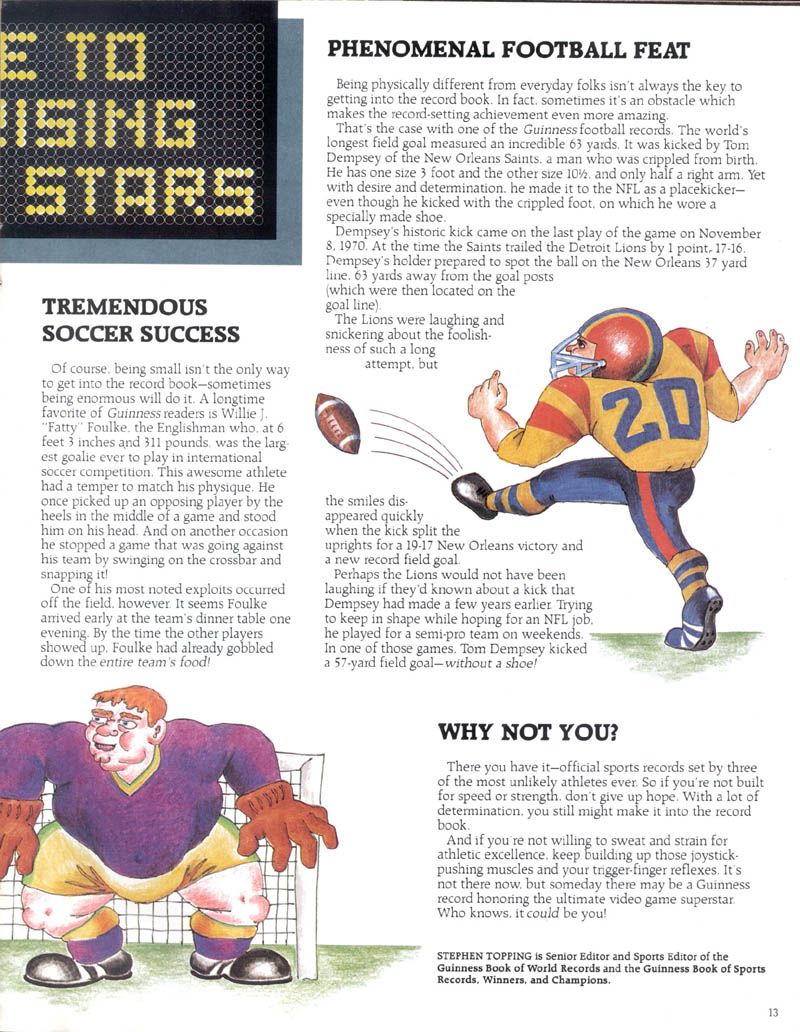 E TO
ISING
STARS
TREMENDOUS
SOCCER SUCCESS
Of course, being small isn't the only way
to get into the record book—sometimes
being enormous will do it. A longtime
favorite of Guinness readers is Willie J.
"Fatty" Foulke, the Englishman who, at 6
feet 3 inches and 311 pounds, was the larg-
est goalie ever to play in international
soccer competition. This awesome athlete
had a temper to match his physique. He
once picked up an opposing player by the
heels in the middle of a game and stood
him on his head. And on another occasion
he stopped a game that was going against
his team by swinging on the crossbar and
snapping it!
One of his most noted exploits occurred
off the field, however. It seems Foulke
arrived early at the team's dinner table one
evening. By the time the other players
showed up, Foulke had already gobbled
down the entire team's food!
PHENOMENAL FOOTBALL FEAT
Being physically different from everyday folks isn't always the key to
getting into the record book. In fact, sometimes it's an obstacle which
makes the record-setting achievement even more amazing.
That's the case with one of the Guinness football records. The world's
longest field goal measured an incredible 63 yards. It was kicked by Tom
Dempsey of the New Orleans Saints, a man who was crippled from birth.
He has one size 3 foot and the other size 10½, and only half a right arm. Yet
with desire and determination, he made it to the NFL as a placekicker—
even though he kicked with the crippled foot, on which he wore a
specially made shoe.
Dempsey's historic kick came on the last play of the game on November
8, 1970. At the time the Saints trailed the Detroit Lions by 1 point, 17-16.
Dempsey's holder prepared to spot the ball on the New Orleans 37 yard
line, 63 yards away from the goal posts
(which were then located on the
goal line).
The Lions were laughing and
snickering about the foolish-
ness of such a long
attempt, but
20
the smiles dis-
appeared quickly
when the kick split the
uprights for a 19-17 New Orleans victory and
a new record field goal.
Perhaps the Lions would not have been
laughing if they'd known about a kick that
Dempsey had made a few years earlier. Trying
to keep in shape while hoping for an NFL job,
he played for a semi-pro team on weekends.
In one of those games, Tom Dempsey kicked
a 57-yard field goal—without a shoe!
WHY NOT YOU?
There you have it—official sports records set by three
of the most unlikely athletes ever. So if you're not built
for speed or strength, don't give up hope. With a lot of
determination, you still might make it into the record
book.
And if you're not willing to sweat and strain for
athletic excellence, keep building up those joystick-
pushing muscles and your trigger-finger reflexes. It's
not there now, but someday there may be a Guinness
record honoring the ultimate video game superstar.
Who knows, it could be you!
STEPHEN TOPPING is Senior Editor and Sports Editor of the
Guinness Book of World Records and the Guinness Book of Sports
Records, Winners, and Champions.
13